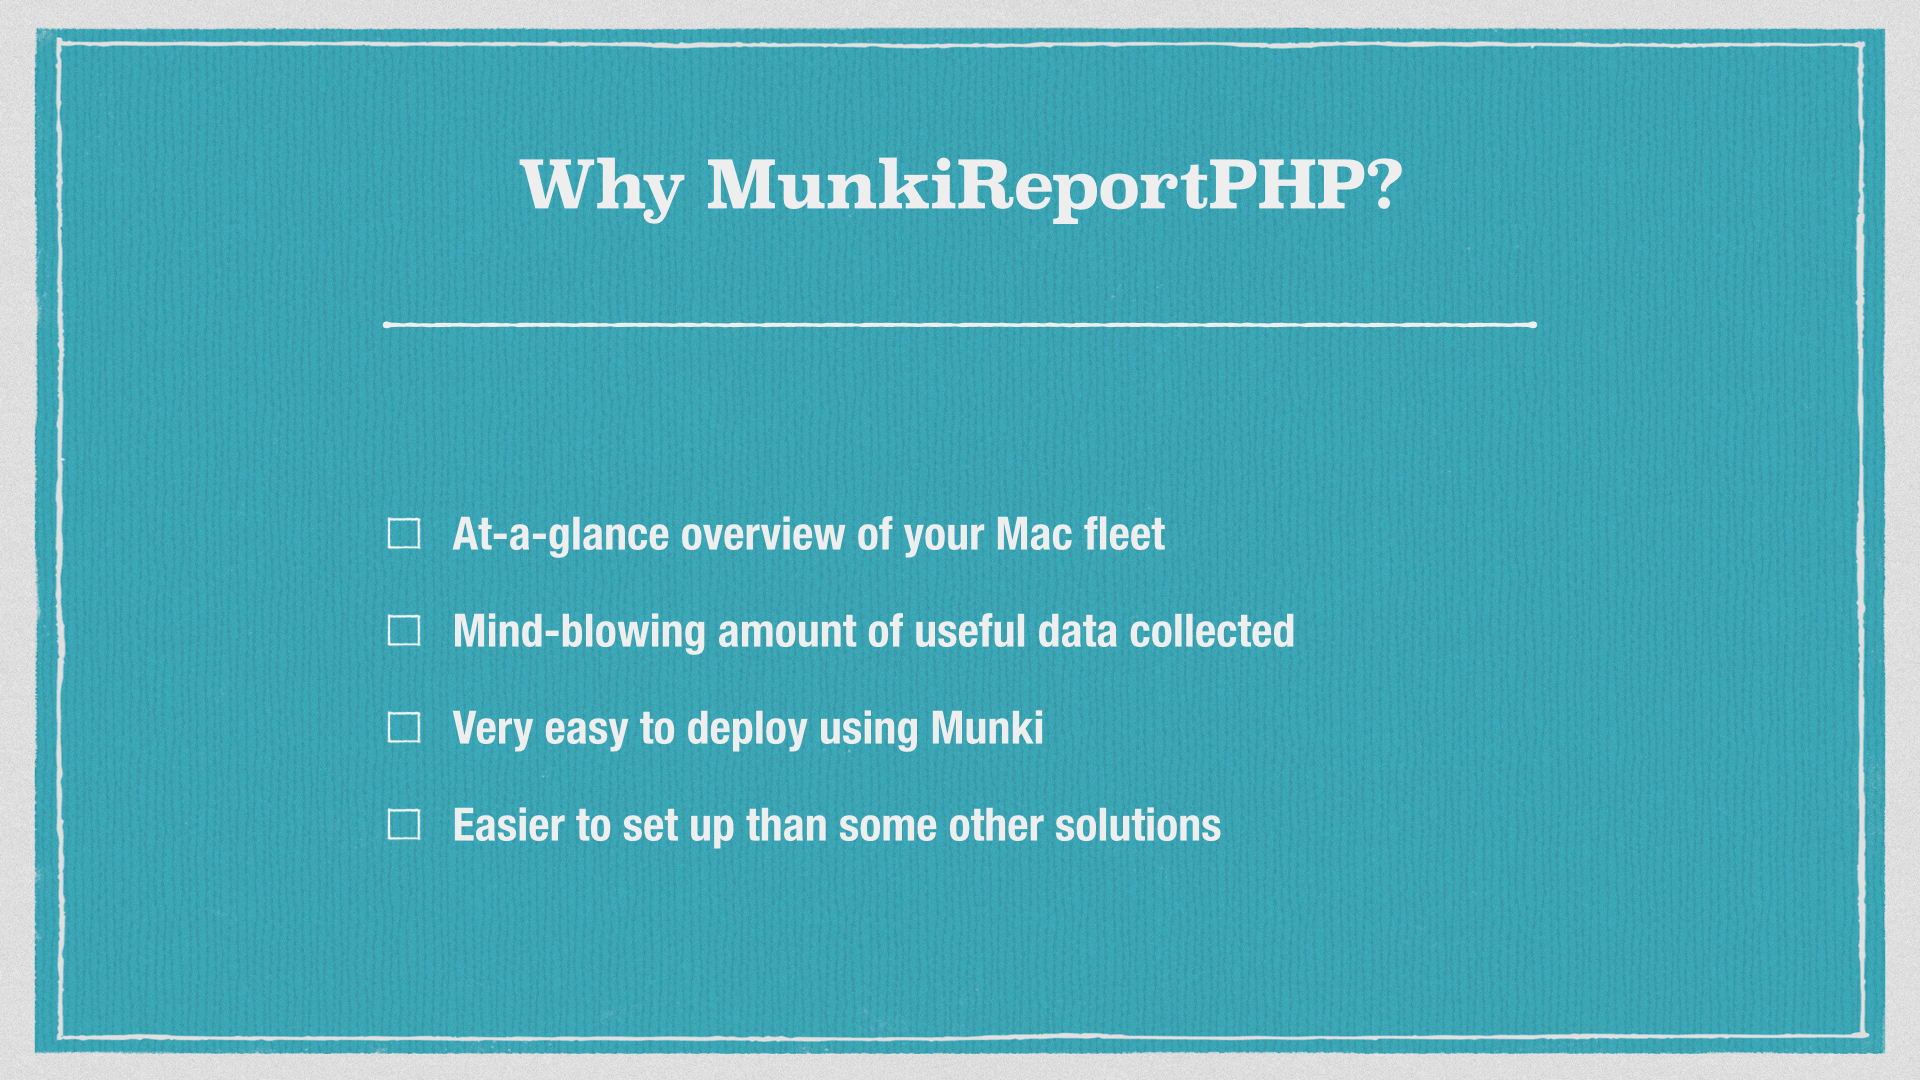 Why MunkiReportPHP?
At-a-glance overview of your Mac fleet
Mind-blowing amount of useful data collected
Very easy to deploy using Munki
Easier to set up than some other solutions